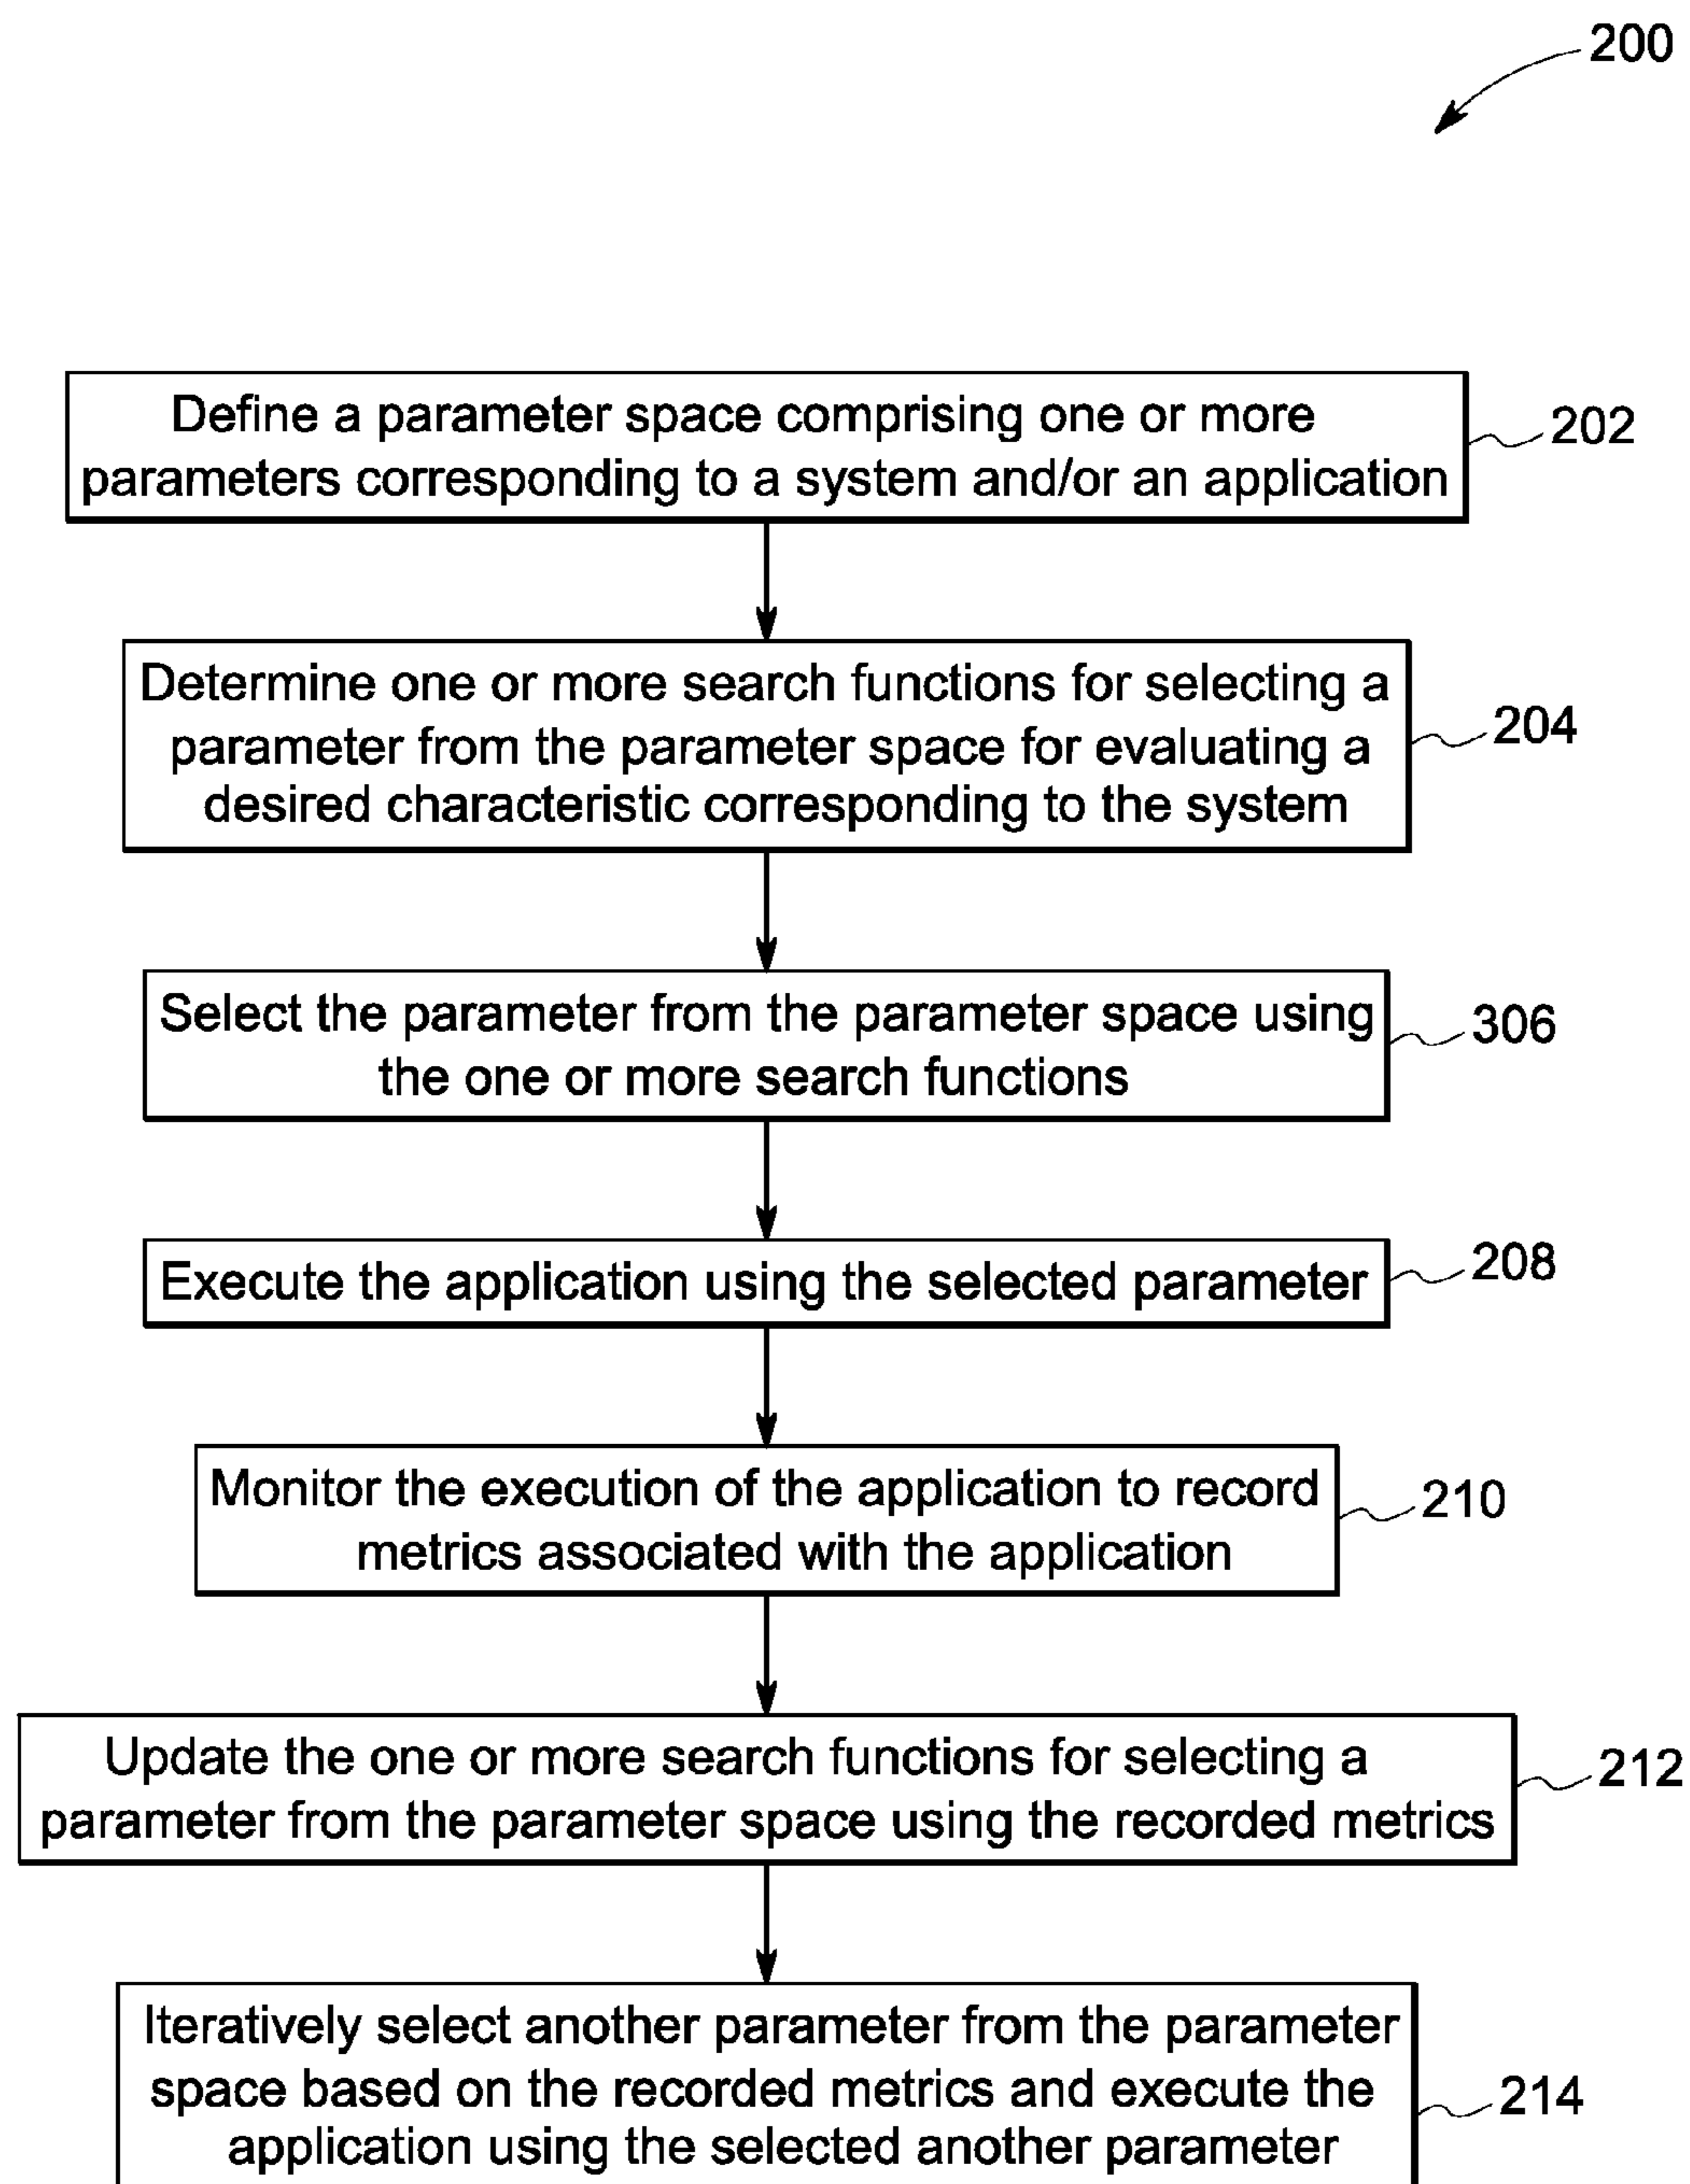 200
Define a parameter space comprising one or more
parameters corresponding to a system and/or an application
202
Determine one or more search functions for selecting a
parameter from the parameter space for evaluating a
desired characteristic corresponding to the system
204
Select the parameter from the parameter space using
the one or more search functions
306
Execute the application using the selected parameter
208
Monitor the execution of the application to record
metrics associated with the application
210
Update the one or more search functions for selecting a
parameter from the parameter space using the recorded metrics
212
Iteratively select another parameter from the parameter
space based on the recorded metrics and execute the
application using the selected another parameter
214